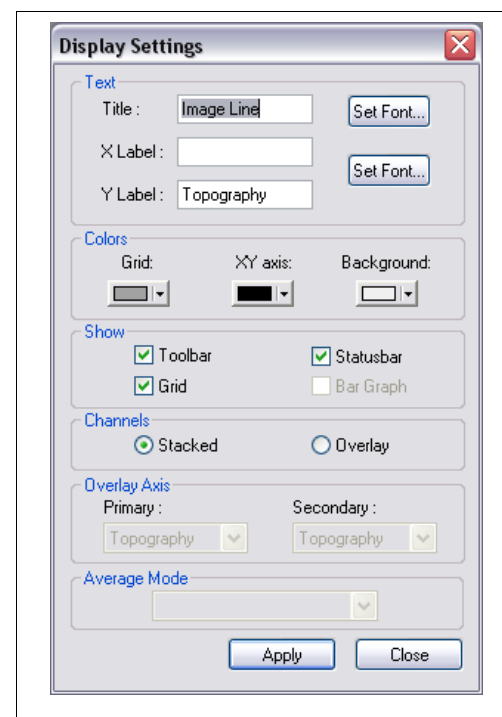 Display Settings
Text
Title : Image Line Set Font...
X Label :
Set Font...
Y Label : Topography
Colors
Grid: XY axis: Background:
Show
Toolbar Statusbar
Grid Bar Graph
Channels
Stacked Overlay
Overlay Axis
Primary : Secondary :
Topography Topography
Average Mode
Apply Close